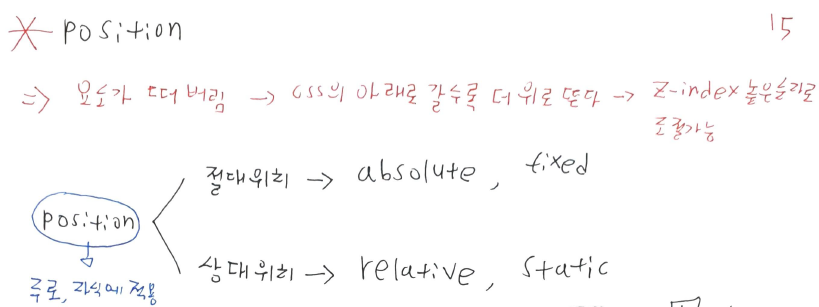 * position
15
=> 요소가 떠 버림 → css의 아래로 갈수록 더 위로 뜬다 → z-index 높은숫자로
조절가능
절대위치 → absolute, fixed
position
상대위치 → relative, static
주로, 자식에 적용